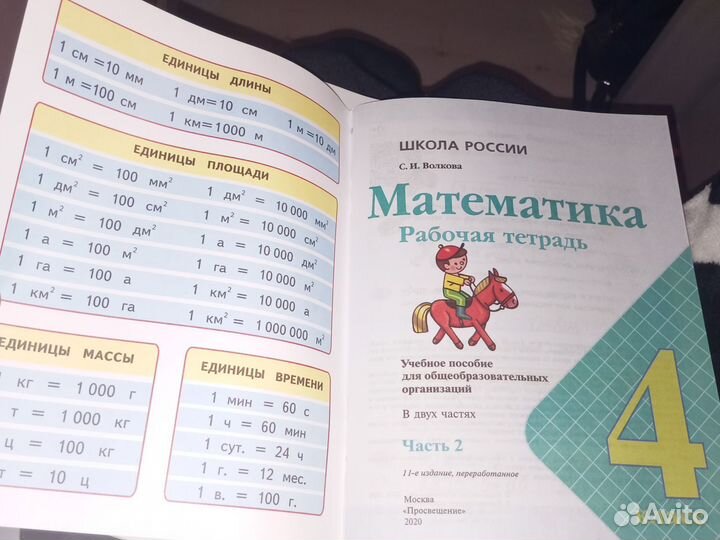 ЕДИНИЦЫ ДЛИНЫ
1 см = 10 мм 1 дм = 10 см 1 м = 10 дм
1 м = 100 см 1 км = 1000 м
ЕДИНИЦЫ ПЛОЩАДИ
1 см² = 100 мм² 1 дм² = 10 000 мм²
1 дм² = 100 см² 1 м² = 10 000 см²
1 м² = 100 дм² 1 а = 10 000 дм²
1 а = 100 м² 1 га = 10 000 м²
1 га = 100 а 1 км² = 10 000 а
1 км² = 100 га 1 км² = 1 000 000 м²
ЕДИНИЦЫ МАССЫ
кг = 1 000 г
т = 1 000 кг
ц = 100 кг
т = 10 ц
ЕДИНИЦЫ ВРЕМЕНИ
1 мин = 60 с
1 ч = 60 мин
1 сут. = 24 ч
1 г. = 12 мес.
1 в. = 100 г.
ШКОЛА РОССИИ
С. И. Волкова
Математика
Рабочая тетрадь
Учебное пособие
для общеобразовательных
организаций
В двух частях
Часть 2
11-е издание, переработанное
Москва
«Просвещение»
2020
4
Avito